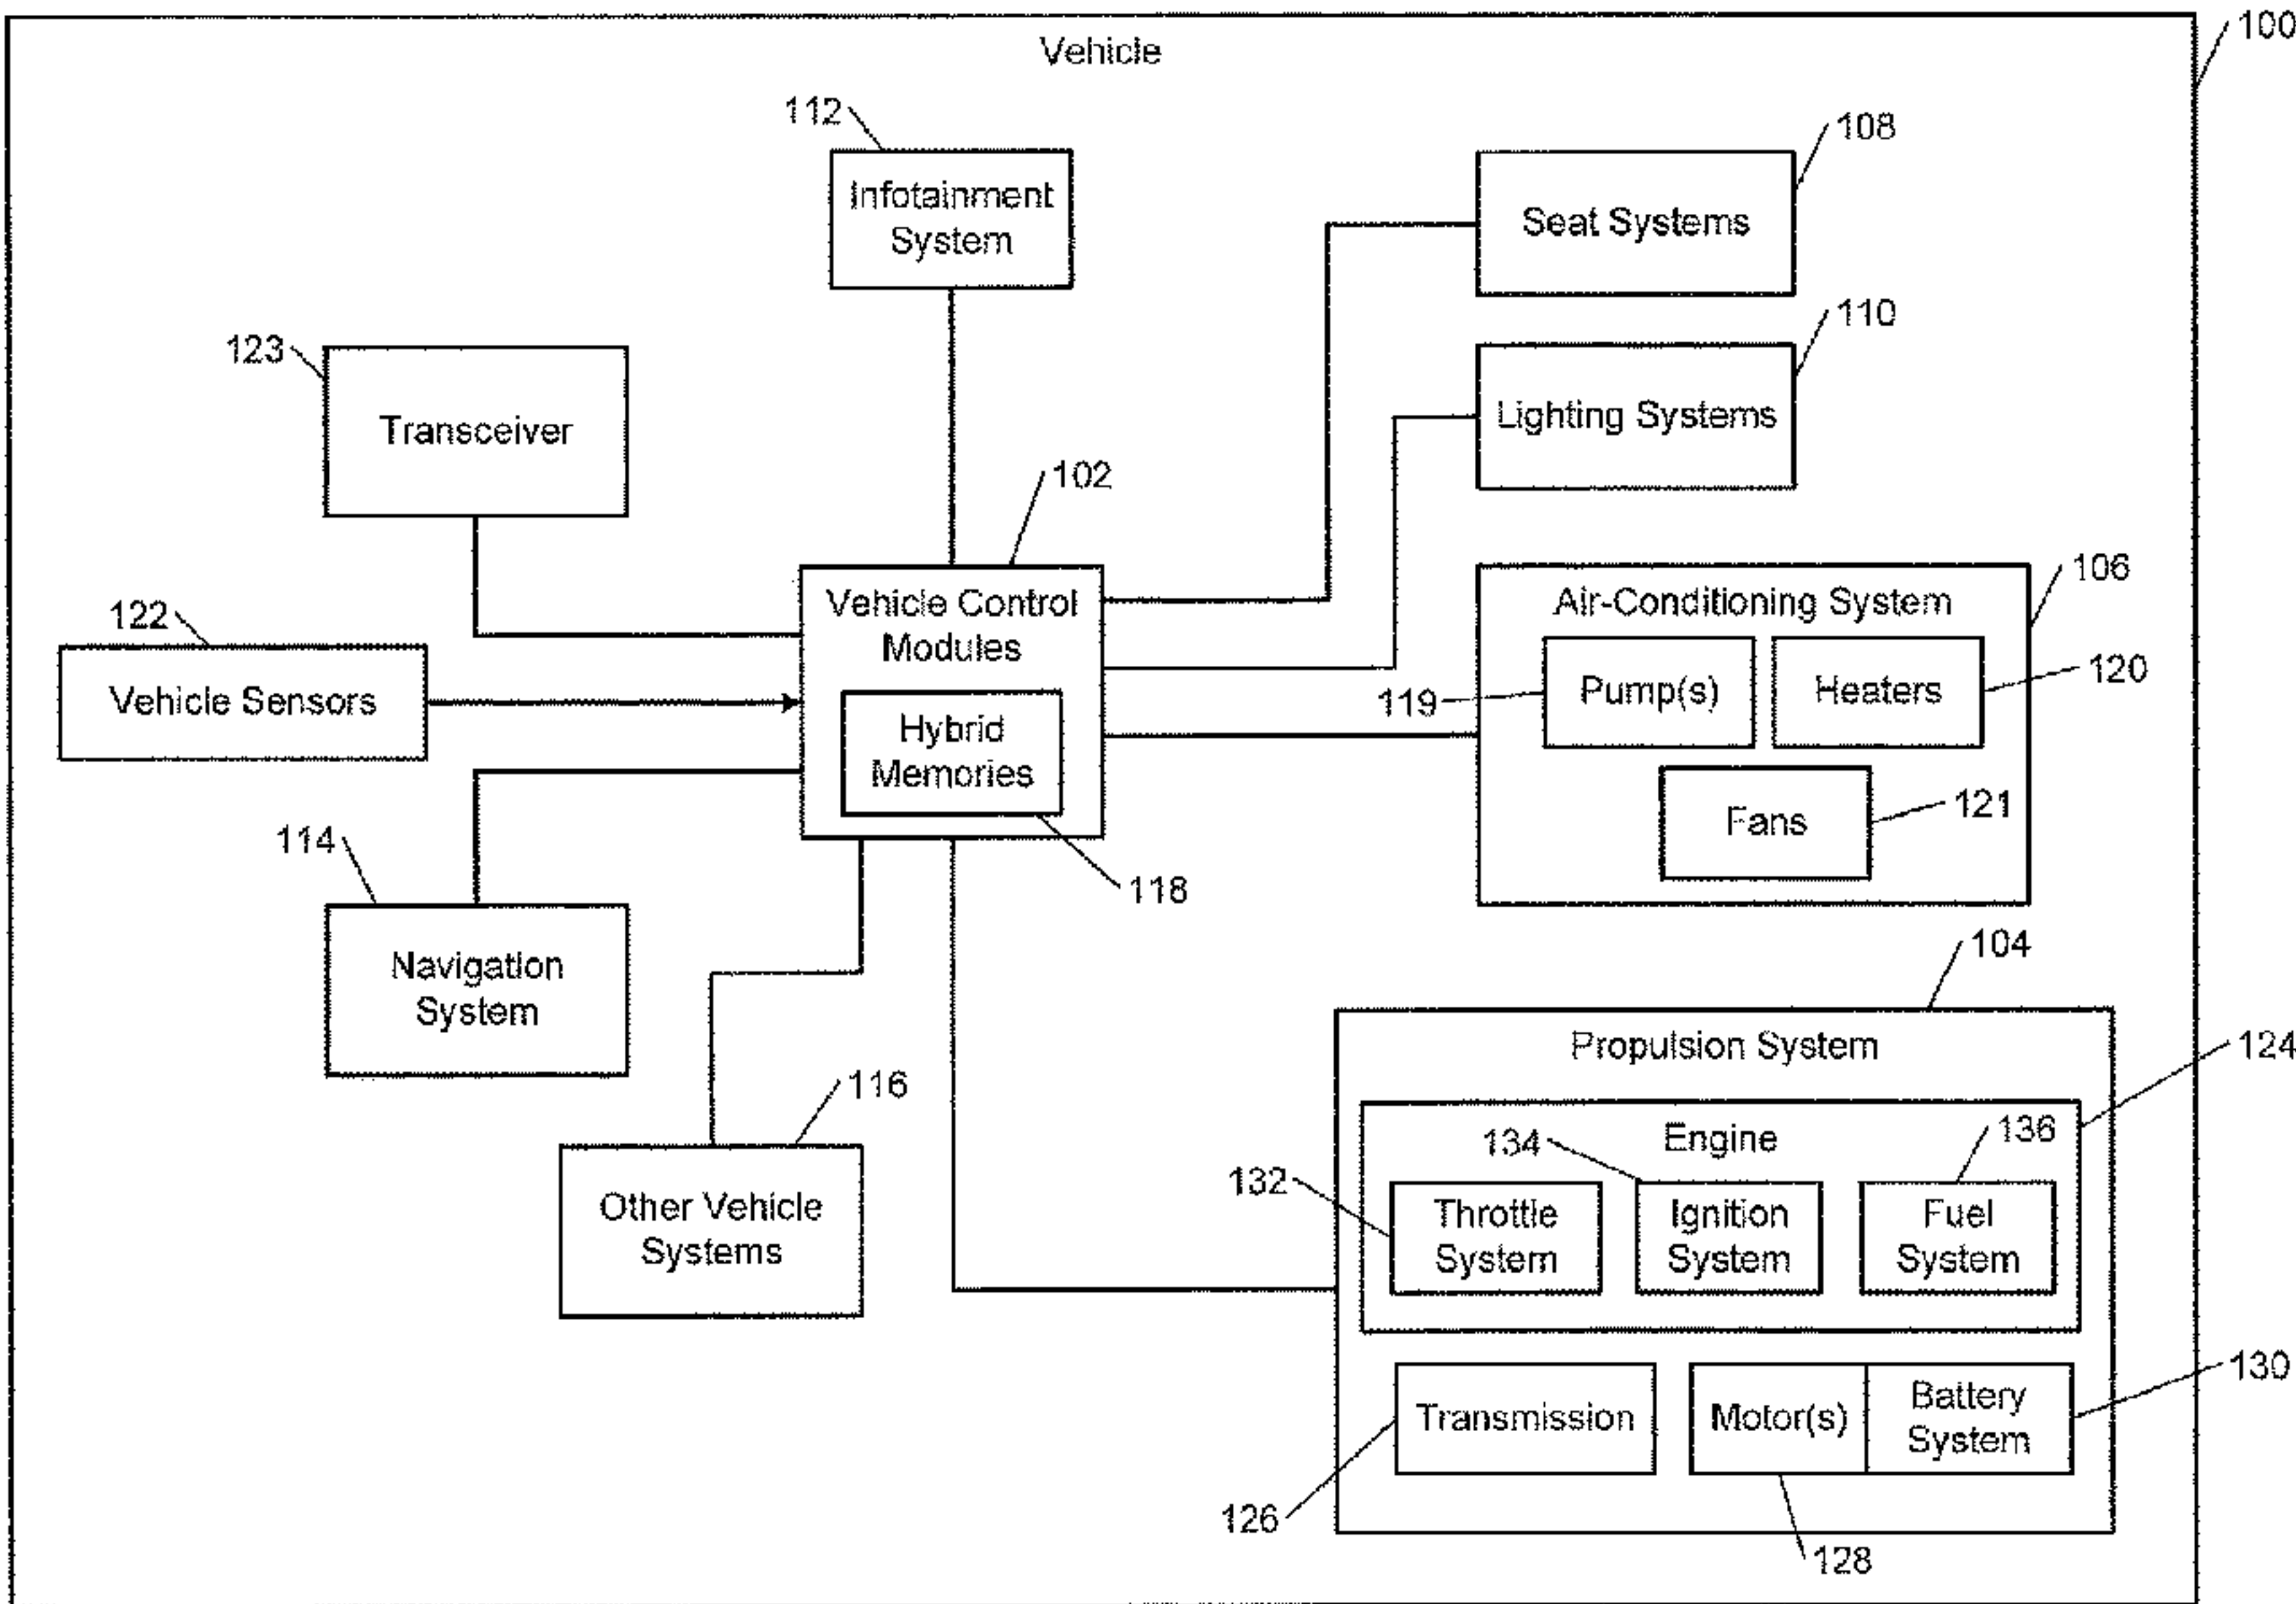 Vehicle
100
112
Infotainment
System
108
Seat Systems
123
Transceiver
110
Lighting Systems
102
Vehicle Control
Modules
Hybrid
Memories
118
122
Vehicle Sensors
106
Air-Conditioning System
119
Pump(s)
Heaters
120
Fans
121
114
Navigation
System
116
Other Vehicle
Systems
104
Propulsion System
124
Engine
132
Throttle
System
134
Ignition
System
136
Fuel
System
126
Transmission
Motor(s)
128
Battery
System
130